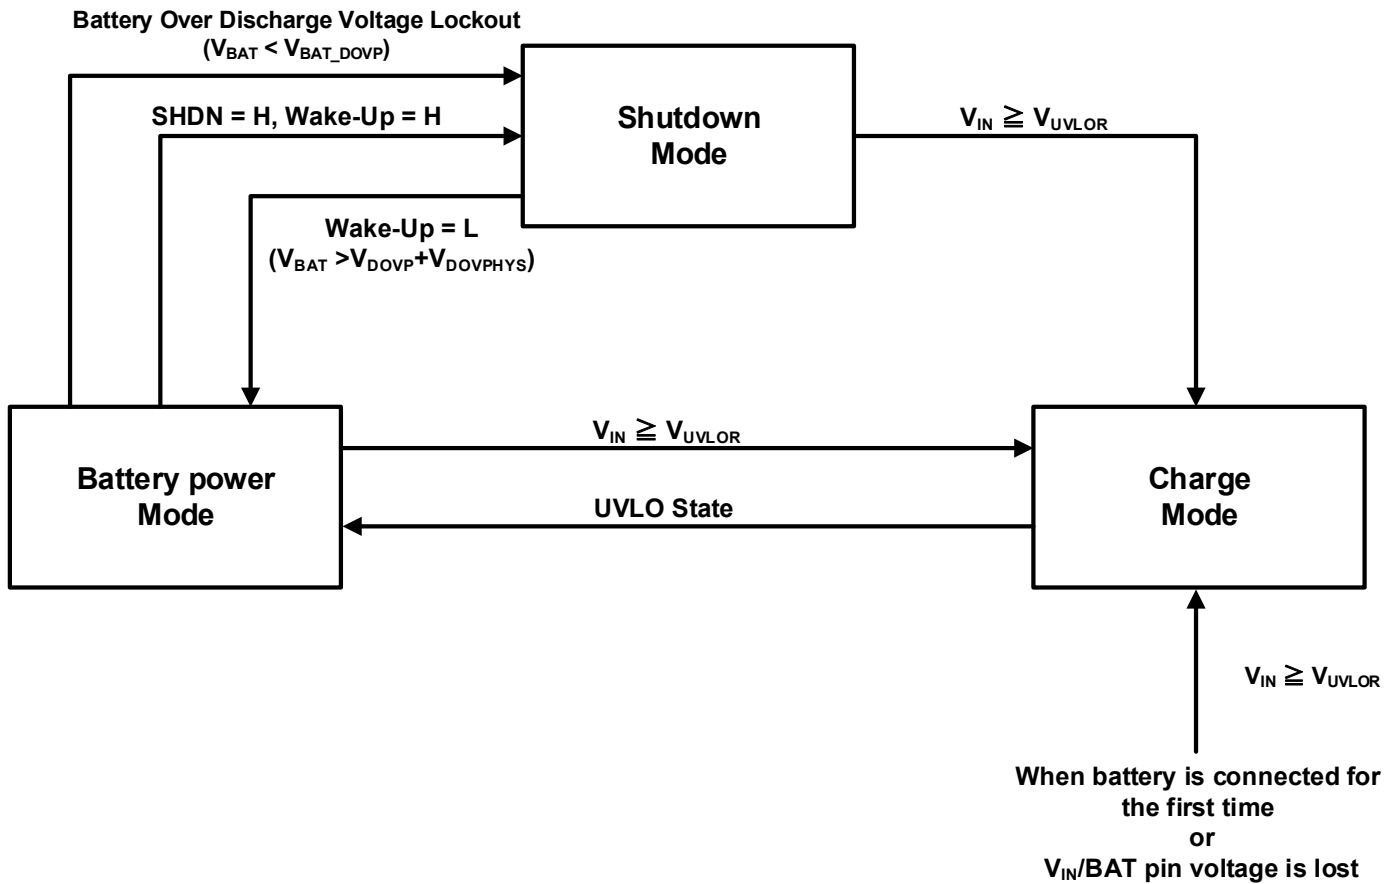 Battery Over Discharge Voltage Lockout
(VBAT < VBAT_DOVP)
SHDN = H, Wake-Up = H
Shutdown
Mode
VIN ≧ VUVLOR
Wake-Up = L
(VBAT >VDOVP+VDOVPHYS)
Battery power
Mode
VIN ≧ VUVLOR
UVLO State
Charge
Mode
VIN ≧ VUVLOR
When battery is connected for
the first time
or
VIN/BAT pin voltage is lost